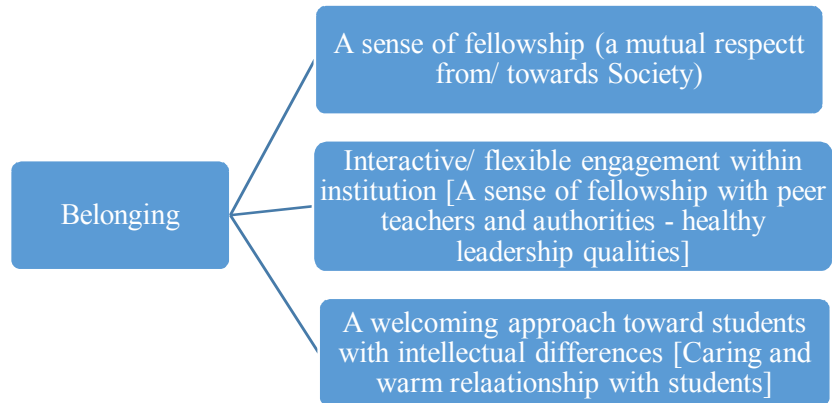 Belonging
A sense of fellowship (a mutual respectt
from/ towards Society)
Interactive/ flexible engagement within
institution [A sense of fellowship with peer
teachers and authorities - healthy
leadership qualities]
A welcoming approach toward students
with intellectual differences [Caring and
warm relaationship with students]